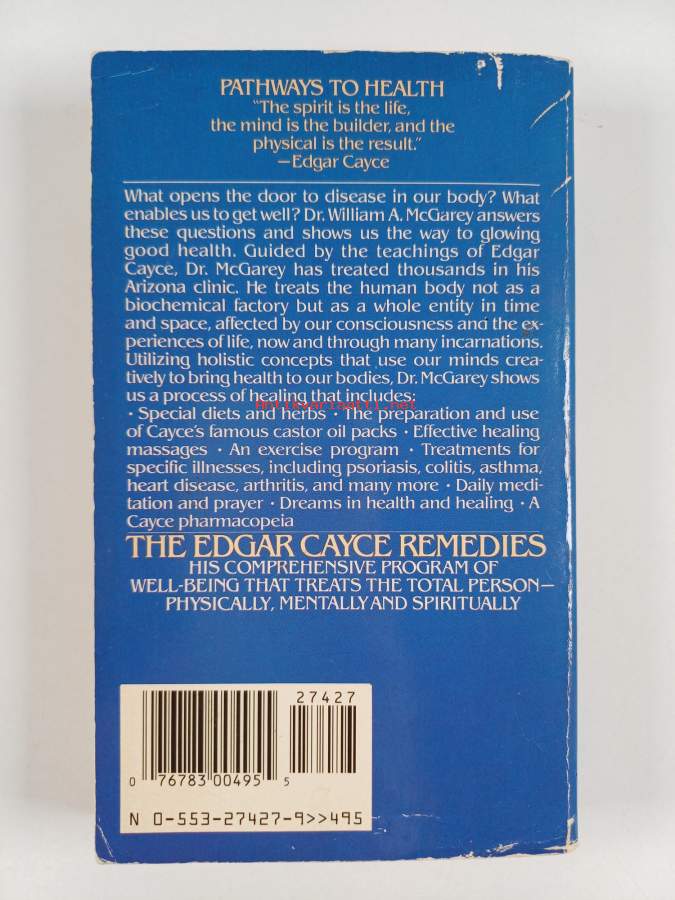 PATHWAYS TO HEALTH
"The spirit is the life,
the mind is the builder, and the
physical is the result."
—Edgar Cayce
What opens the door to disease in our body? What
enables us to get well? Dr. William A. McGarey answers
these questions and shows us the way to glowing
good health. Guided by the teachings of Edgar
Cayce, Dr. McGarey has treated thousands in his
Arizona clinic. He treats the human body not as a
biochemical factory but as a whole entity in time
and space, affected by our consciousness and the ex-
periences of life, now and through many incarnations.
Utilizing holistic concepts that use our minds crea-
tively to bring health to our bodies, Dr. McGarey shows
us a process of healing that includes:
Antikvariaatti.net
• Special diets and herbs • The preparation and use
of Cayce's famous castor oil packs • Effective healing
massages • An exercise program • Treatments for
specific illnesses, including psoriasis, colitis, asthma,
heart disease, arthritis, and many more • Daily medi-
tation and prayer • Dreams in health and healing • A
Cayce pharmacopeia
THE EDGAR CAYCE REMEDIES
HIS COMPREHENSIVE PROGRAM OF
WELL-BEING THAT TREATS THE TOTAL PERSON—
PHYSICALLY, MENTALLY AND SPIRITUALLY
27427
0 76783 00495 5
N 0-553-27427-9>>495